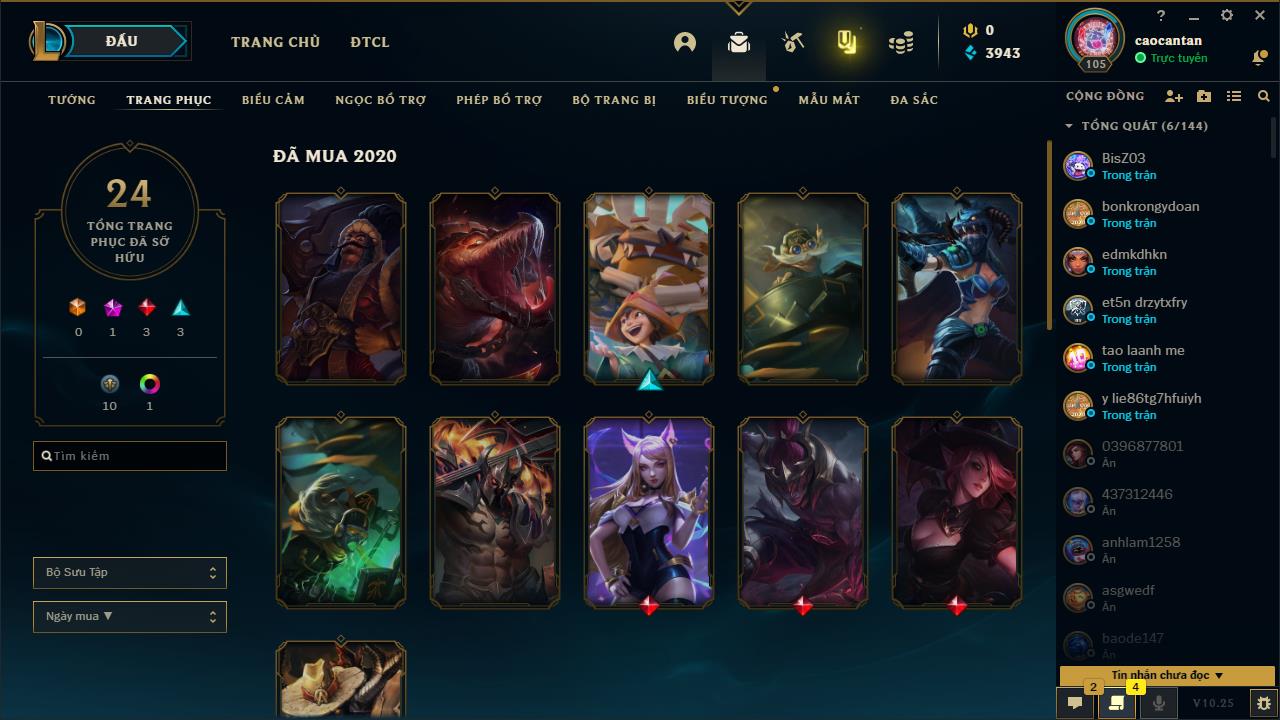 ĐẤU
TRANG CHỦ
ĐTCL
0
3943
?
caocantan
Trực tuyến
105
TƯỚNG
TRANG PHỤC
BIỂU CẢM
NGỌC BỔ TRỢ
PHÉP BỔ TRỢ
BỘ TRANG BỊ
BIỂU TƯỢNG
MẪU MẮT
ĐA SẮC
24
TỔNG TRANG
PHỤC ĐÃ SỞ
HỮU
0
1
3
3
10
1
Tìm kiếm
Bộ Sưu Tập
Ngày mua ▼
ĐÃ MUA 2020
CỘNG ĐỒNG
TỔNG QUÁT (6/144)
BisZ03
Trong trận
bonkrongydoan
Trong trận
edmkdhkn
Trong trận
et5n drzytxfry
Trong trận
tao laanh me
Trong trận
y lie86tg7hfuiyh
Trong trận
0396877801
Ẩn
437312446
Ẩn
anhlam1258
Ẩn
asgwedf
Ẩn
baode147
Ẩn
Tin nhắn chưa đọc ▼
2
4
V10.25